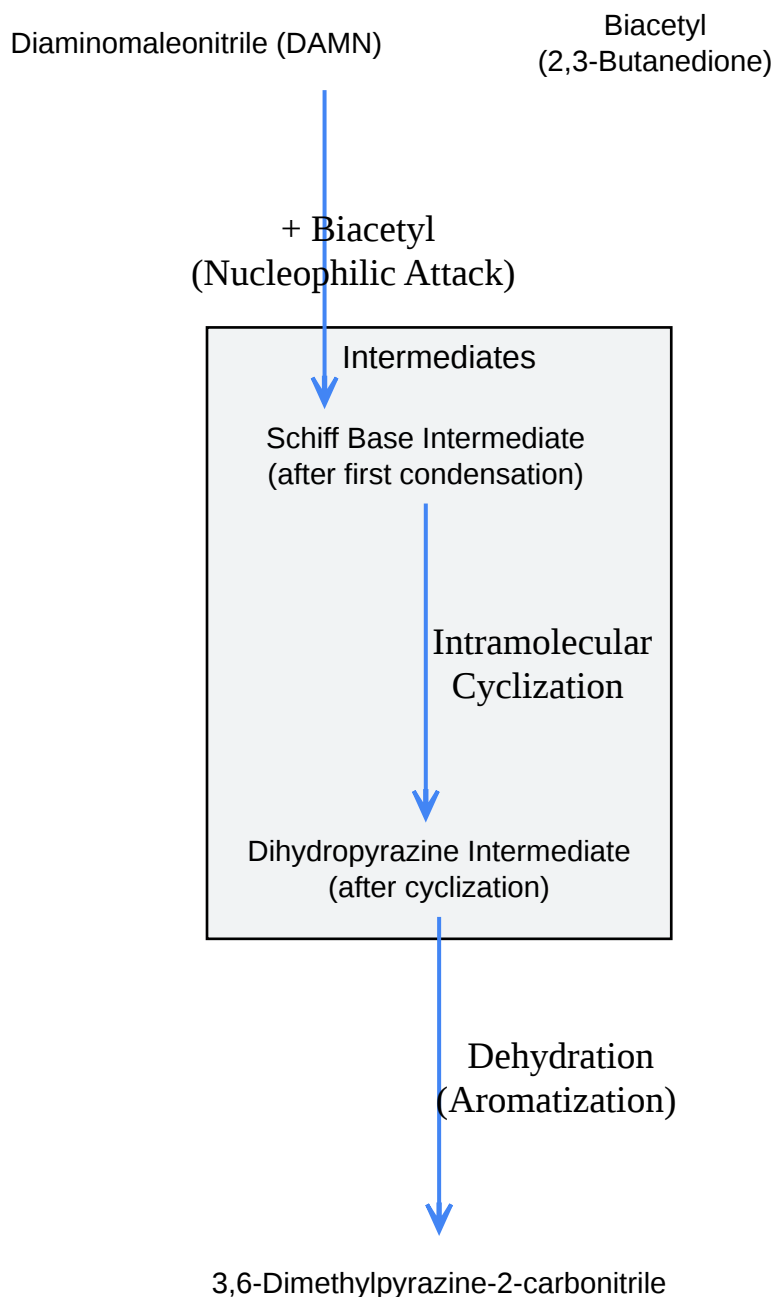 Diaminomaleonitrile (DAMN)
Biacetyl
(2,3-Butanedione)
+ Biacetyl
(Nucleophilic Attack)
Intermediates
Schiff Base Intermediate
(after first condensation)
Intramolecular
Cyclization
Dihydropyrazine Intermediate
(after cyclization)
Dehydration
(Aromatization)
3,6-Dimethylpyrazine-2-carbonitrile